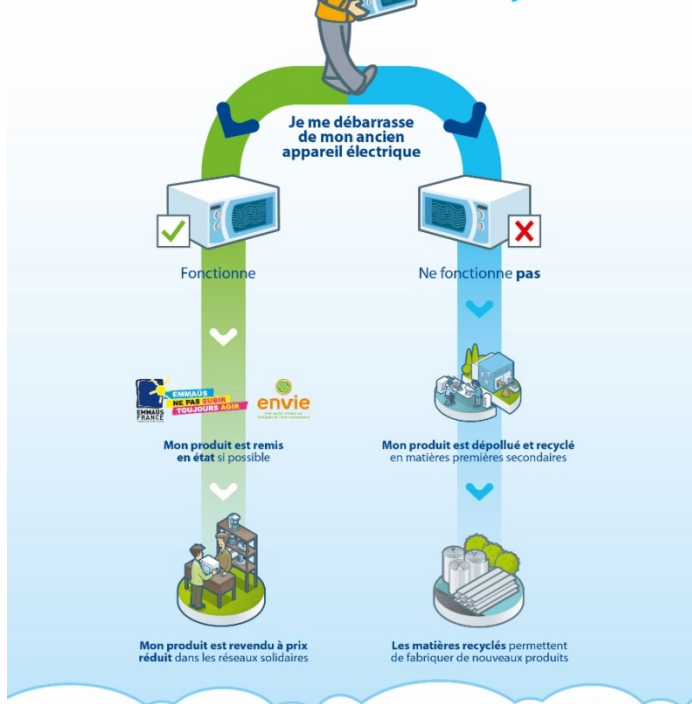 Je me débarrasse
de mon ancien
appareil électrique
Fonctionne
Ne fonctionne pas
EMMAÜS
FRANCE
EMMAÜS
NE PAS SUBIR
TOUJOURS AGIR
envie
Mon produit est remis
en état si possible
Mon produit est dépollué et recyclé
en matières premières secondaires
Mon produit est revendu à prix
réduit dans les réseaux solidaires
Les matières recyclés permettent
de fabriquer de nouveaux produits